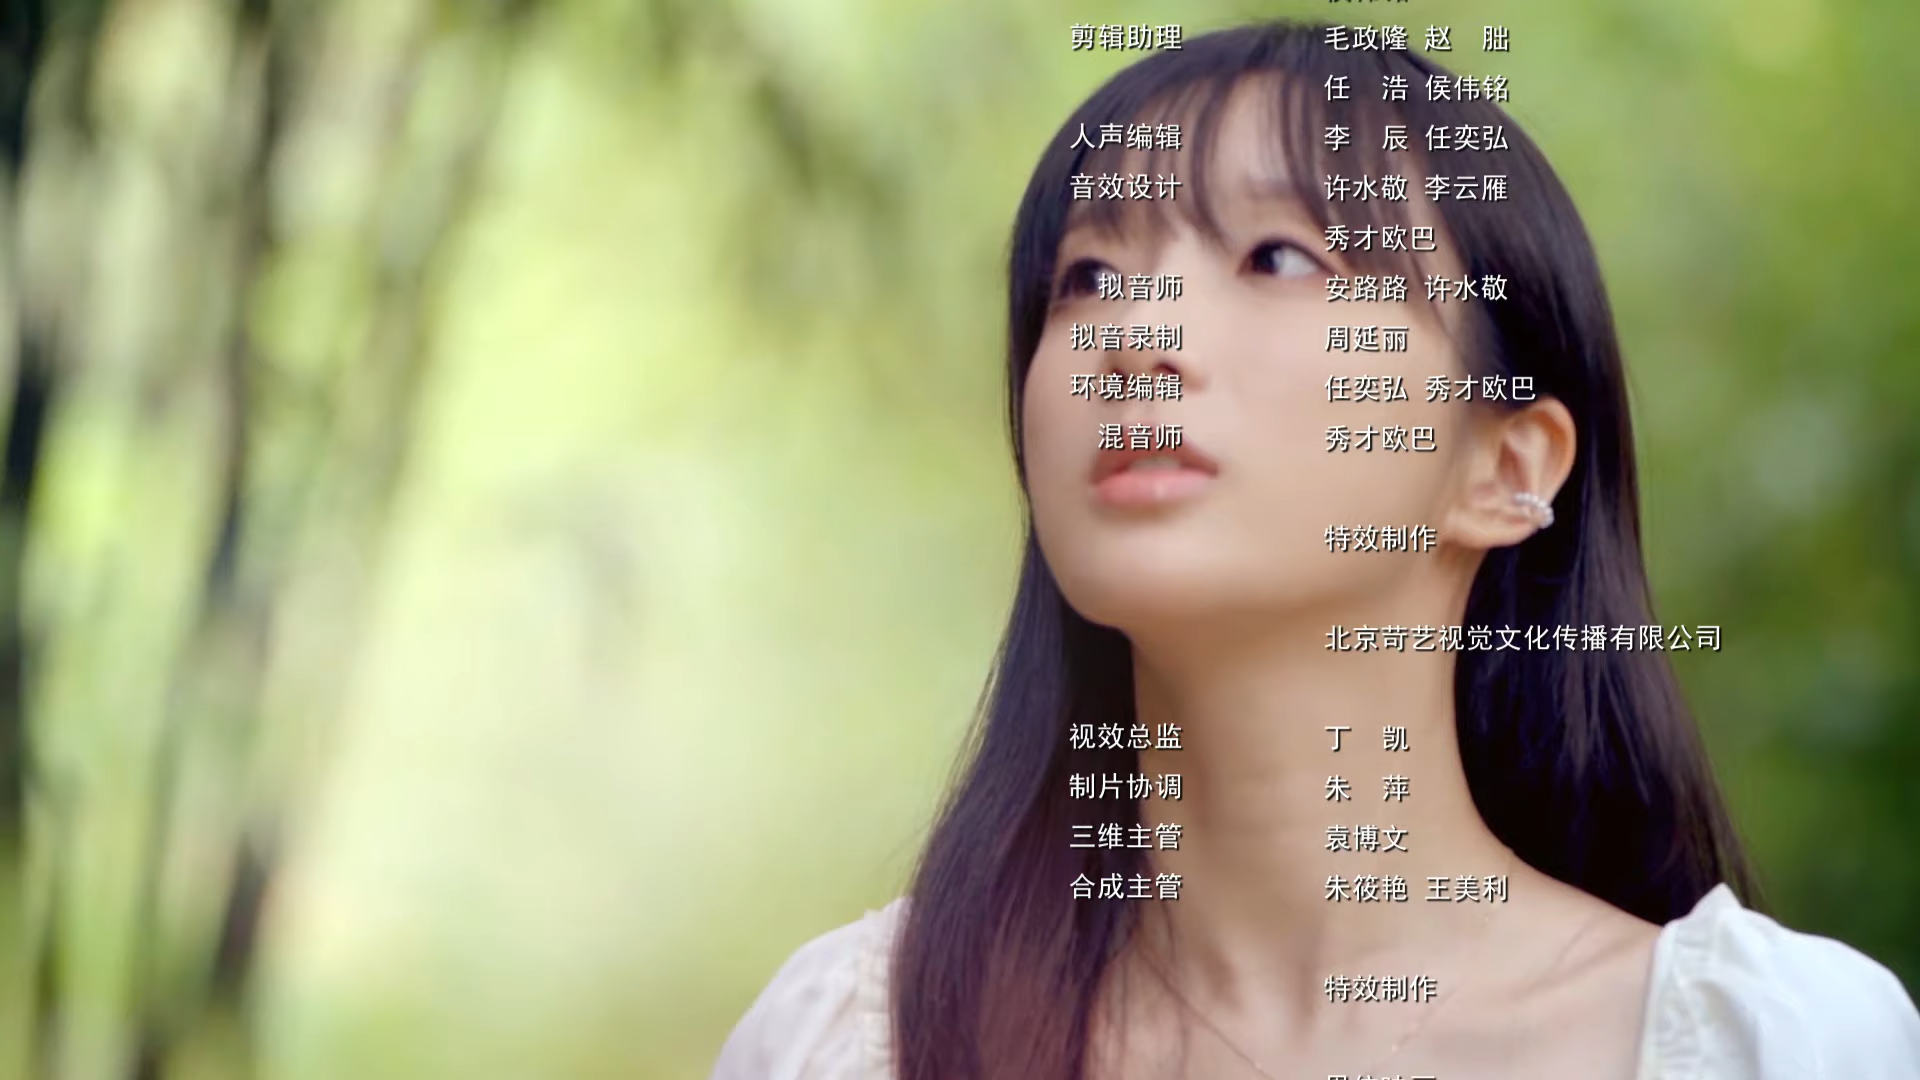 剪辑助理 毛政隆 赵 朏
任 浩 侯伟铭
人声编辑 李 辰 任奕弘
音效设计 许水敬 李云雁
秀才欧巴
拟音师 安路路 许水敬
拟音录制 周延丽
环境编辑 任奕弘 秀才欧巴
混音师 秀才欧巴
特效制作
北京苛艺视觉文化传播有限公司
视效总监 丁 凯
制片协调 朱 萍
三维主管 袁博文
合成主管 朱筱艳 王美利
特效制作